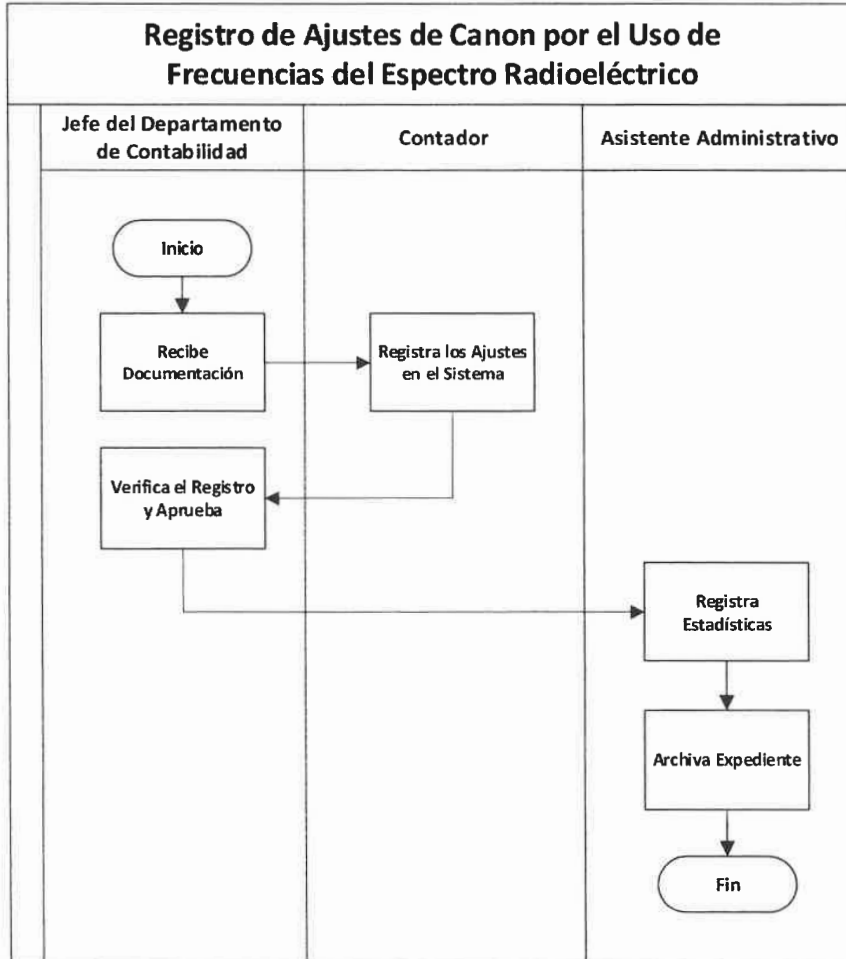 Registro de Ajustes de Canon por el Uso de
Frecuencias del Espectro Radioeléctrico
Jefe del Departamento
de Contabilidad
Contador
Asistente Administrativo
Inicio
Recibe
Documentación
Registra los Ajustes
en el Sistema
Verifica el Registro
y Aprueba
Registra
Estadísticas
Archiva Expediente
Fin